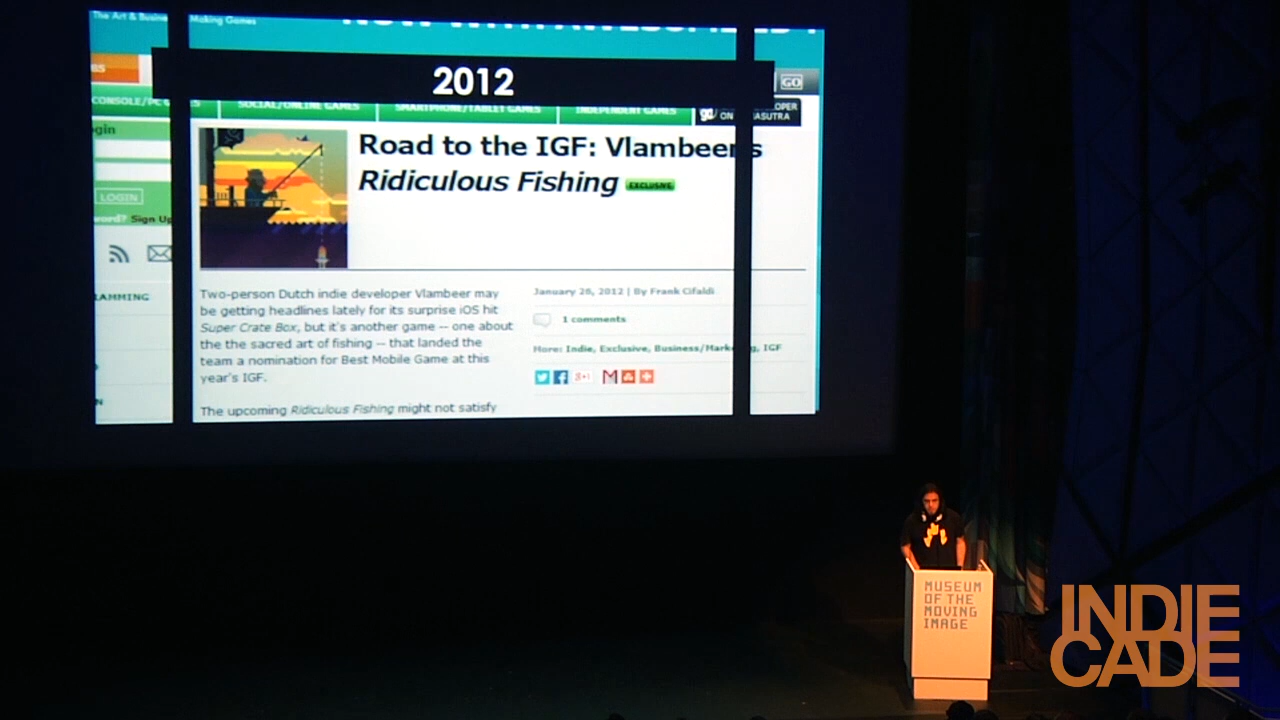 The Art & Busine
Making Games
2012
GO
CONSOLE/PC
SOCIAL/ONLINE GAMES
SMARTPHONE/TABLET GAMES
INDEPENDENT GAMES
Road to the IGF: Vlambeer's
Ridiculous Fishing EXCLUSIVE
LOGIN
word? Sign Up
Two-person Dutch indie developer Vlambeer may
be getting headlines lately for its surprise iOS hit
Super Crate Box, but it's another game -- one about
the the sacred art of fishing -- that landed the
team a nomination for Best Mobile Game at this
year's IGF.
The upcoming Ridiculous Fishing might not satisfy
January 26, 2012 | By Frank Cifaldi
1 comments
More: Indie, Exclusive, Business/Marketing, IGF
MUSEUM
OF THE
MOVING
IMAGE
INDIE
CADE